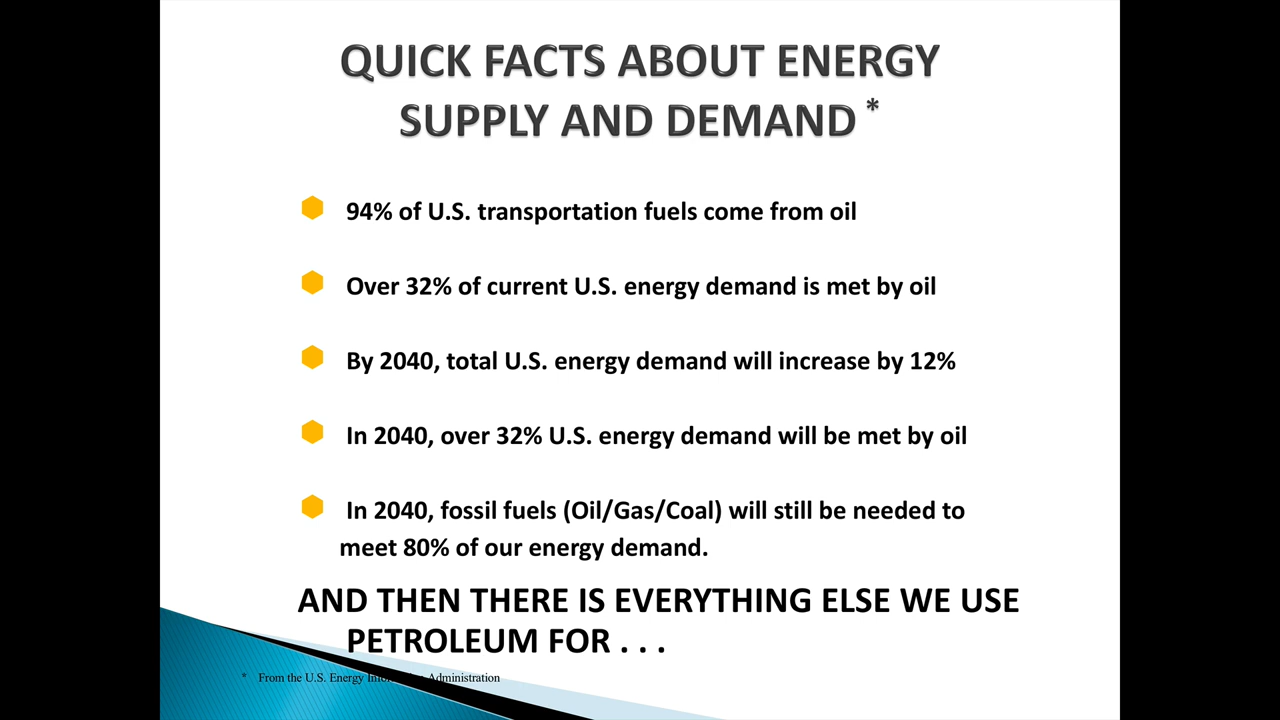 QUICK FACTS ABOUT ENERGY
SUPPLY AND DEMAND *
94% of U.S. transportation fuels come from oil
Over 32% of current U.S. energy demand is met by oil
By 2040, total U.S. energy demand will increase by 12%
In 2040, over 32% U.S. energy demand will be met by oil
In 2040, fossil fuels (Oil/Gas/Coal) will still be needed to
meet 80% of our energy demand.
AND THEN THERE IS EVERYTHING ELSE WE USE
PETROLEUM FOR . . .
* From the U.S. Energy Information Administration